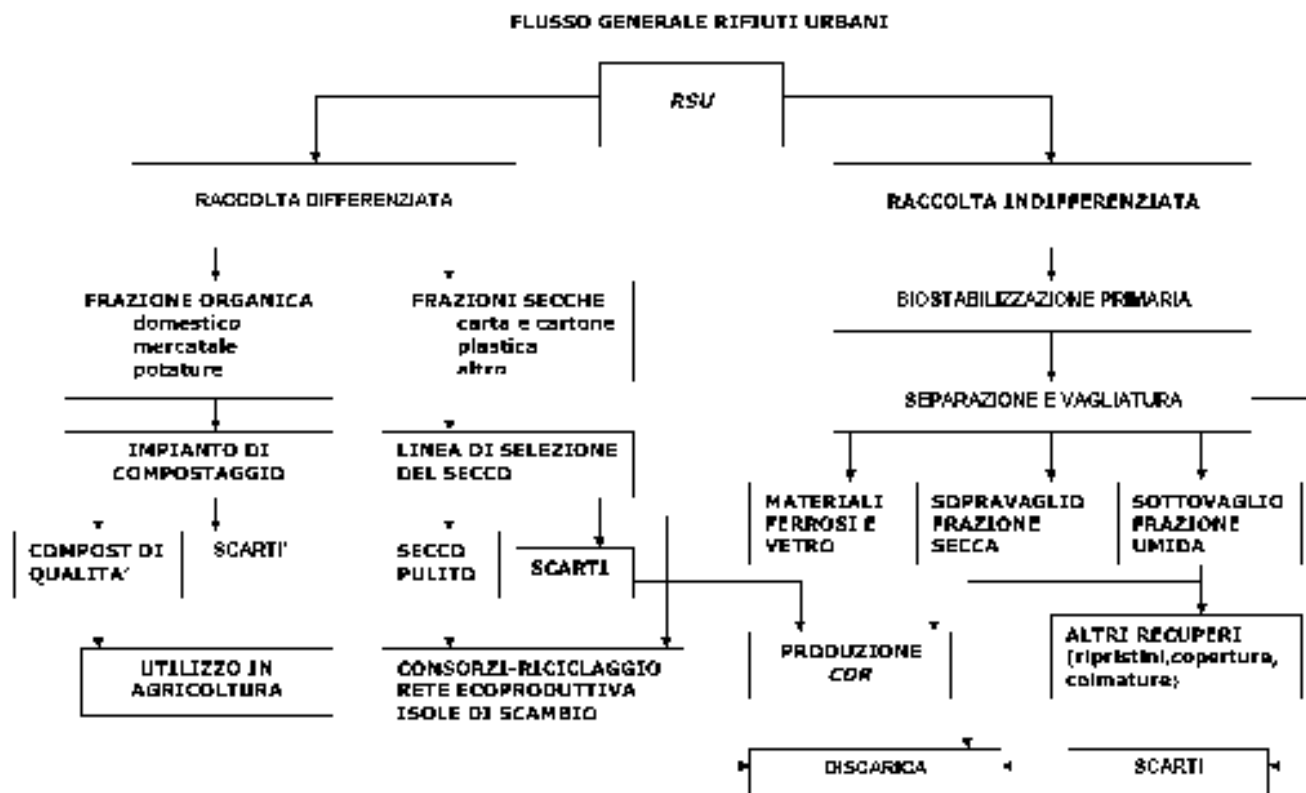 FLUSSO GENERALE RIFIUTI URBANI
RSU
RACCOLTA DIFFERENZIATA
RACCOLTA INDIFFERENZIATA
FRAZIONE ORGANICA
domestico
mercatale
potature
FRAZIONI SECCHE
carta e cartone
plastica
altro
BIOSTABILIZZAZIONE PRIMARIA
SEPARAZIONE E VAGLIATURA
IMPIANTO DI
COMPOSTAGGIO
LINEA DI SELEZIONE
DEL SECCO
MATERIALI
FERROSI E
VETRO
SOPRAVAGLIO
FRAZIONE
SECCA
SOTTOVAGLIO
FRAZIONE
UMIDA
COMPOST DI
QUALITA'
SCARTI'
SECCO
PULITO
SCARTI
UTILIZZO IN
AGRICOLTURA
CONSORZI-RICICLAGGIO
RETE ECOPRODUTTIVA
ISOLE DI SCAMBIO
PRODUZIONE
CDR
ALTRI RECUPERI
(ripristini,coperture,
colmature)
DISCARICA
SCARTI